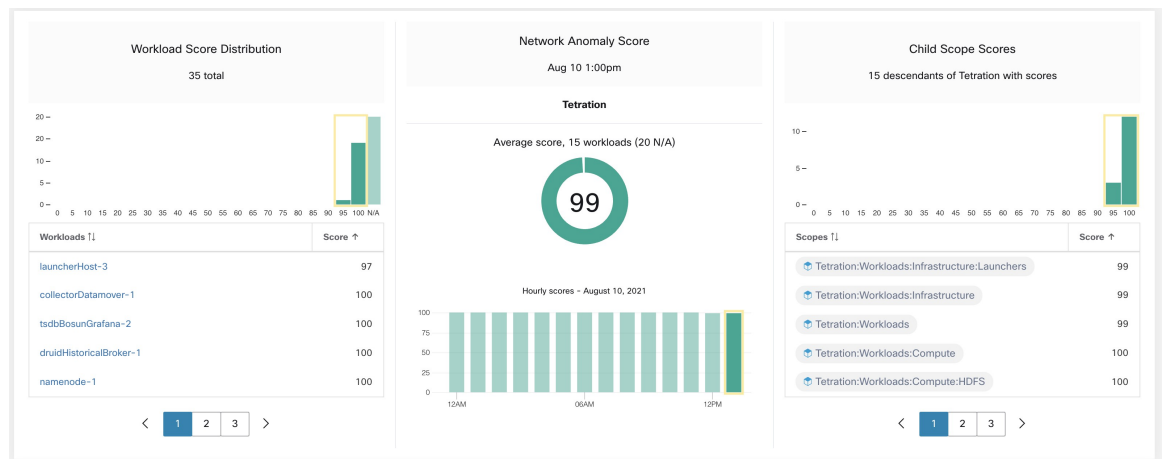 Workload Score Distribution
35 total
20
20
10
5
0
0 5 10 15 20 25 30 35 40 45 50 55 60 65 70 75 80 85 90 95 100 N/A
Workloads ↑↓ Score ↑
launcherHost-3 97
collectorDatamover-1 100
tsdbBosunGrafana-2 100
druidHistoricalBroker-1 100
namenode-1 100
< 1 2 3 >
Network Anomaly Score
Aug 10 1:00pm
Tetration
Average score, 15 workloads (20 N/A)
99
Hourly scores - August 10, 2021
100
75
50
25
0
12AM 06AM 12PM
Child Scope Scores
15 descendants of Tetration with scores
10
5
0
0 5 10 15 20 25 30 35 40 45 50 55 60 65 70 75 80 85 90 95 100
Scopes ↑↓ Score ↑
Tetration:Workloads:Infrastructure:Launchers 99
Tetration:Workloads:Infrastructure 99
Tetration:Workloads 99
Tetration:Workloads:Compute 100
Tetration:Workloads:Compute:HDFS 100
< 1 2 3 >